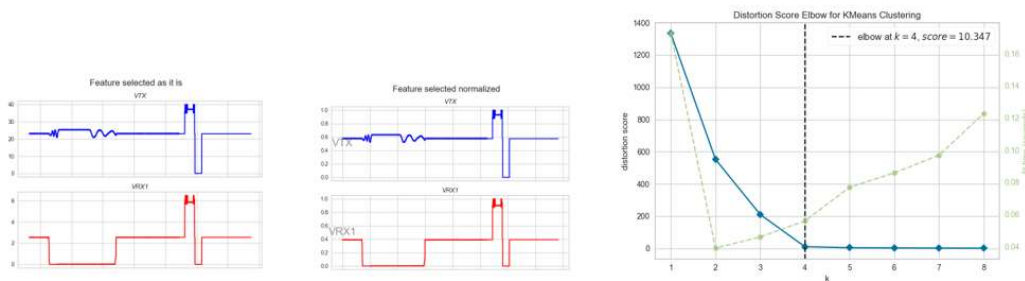 Feature selected as it is
VTX
40
30
20
10
0
VRX1
6
4
2
0
Feature selected normalized
VTX
1.0
0.8
0.6
0.4
0.2
0.0
VTX
VRX1
1.0
0.8
0.6
0.4
0.2
0.0
VRX1
Distortion Score Elbow for KMeans Clustering
elbow at k = 4, score = 10.347
1400
1200
1000
800
600
400
200
0
distortion score
1 2 3 4 5 6 7 8
k
0.16
0.14
0.12
0.10
0.08
0.06
0.04